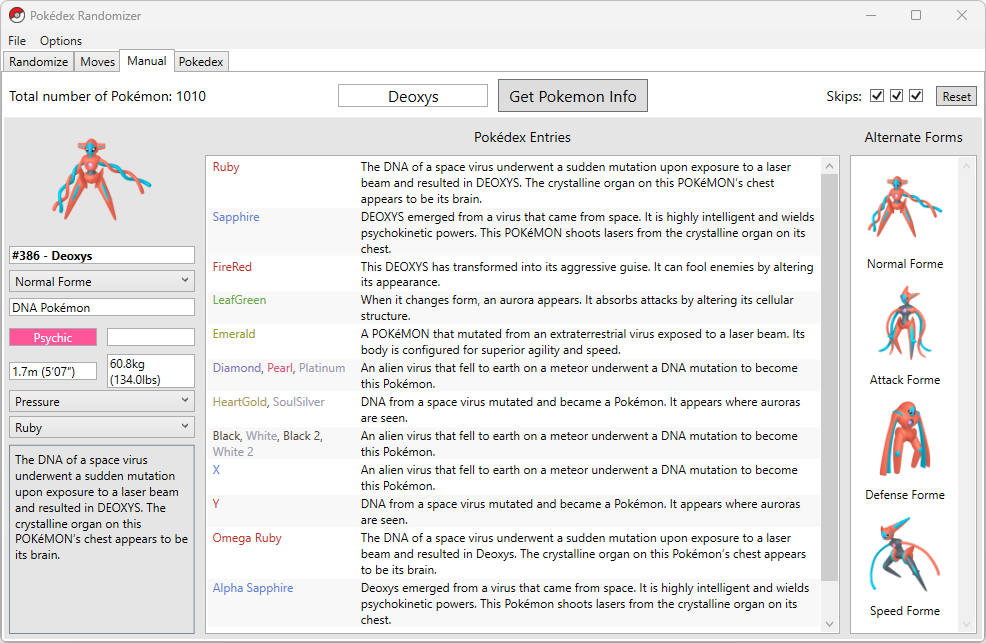 Pokédex Randomizer
File Options
Randomize Moves Manual Pokedex
Total number of Pokémon: 1010
Deoxys
Get Pokemon Info
Skips:
Reset
#386 - Deoxys
Normal Forme
DNA Pokémon
Psychic
1.7m (5'07")
60.8kg
(134.0lbs)
Pressure
Ruby
The DNA of a space virus
underwent a sudden mutation
upon exposure to a laser beam
and resulted in DEOXYS. The
crystalline organ on this
POKéMON's chest appears to be
its brain.
Pokédex Entries
Ruby
The DNA of a space virus underwent a sudden mutation upon exposure to a laser
beam and resulted in DEOXYS. The crystalline organ on this POKéMON's chest
appears to be its brain.
Sapphire
DEOXYS emerged from a virus that came from space. It is highly intelligent and wields
psychokinetic powers. This POKéMON shoots lasers from the crystalline organ on its
chest.
FireRed
This DEOXYS has transformed into its aggressive guise. It can fool enemies by altering
its appearance.
LeafGreen
When it changes form, an aurora appears. It absorbs attacks by altering its cellular
structure.
Emerald
A POKéMON that mutated from an extraterrestrial virus exposed to a laser beam. Its
body is configured for superior agility and speed.
Diamond, Pearl, Platinum
An alien virus that fell to earth on a meteor underwent a DNA mutation to become
this Pokémon.
HeartGold, SoulSilver
DNA from a space virus mutated and became a Pokémon. It appears where auroras
are seen.
Black, White, Black 2,
White 2
An alien virus that fell to earth on a meteor underwent a DNA mutation to become
this Pokémon.
X
An alien virus that fell to earth on a meteor underwent a DNA mutation to become
this Pokémon.
Y
DNA from a space virus mutated and became a Pokémon. It appears where auroras
are seen.
Omega Ruby
The DNA of a space virus underwent a sudden mutation upon exposure to a laser
beam and resulted in Deoxys. The crystalline organ on this Pokémon's chest appears
to be its brain.
Alpha Sapphire
Deoxys emerged from a virus that came from space. It is highly intelligent and wields
psychokinetic powers. This Pokémon shoots lasers from the crystalline organ on its
chest.
Alternate Forms
Normal Forme
Attack Forme
Defense Forme
Speed Forme